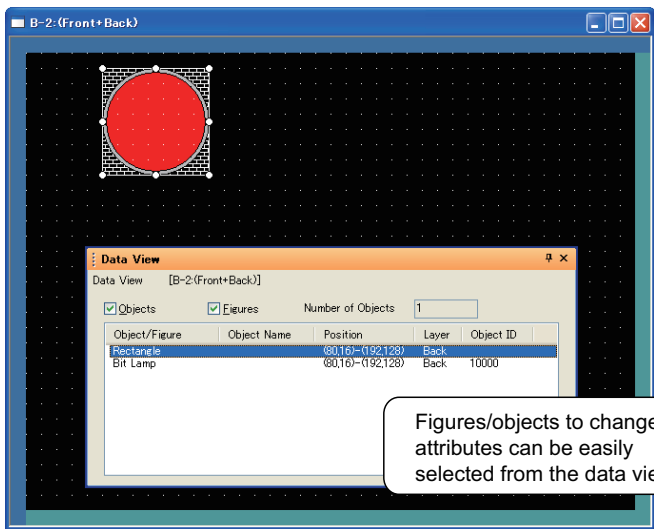 B-2:(Front+Back)
Data View
Data View [B-2:(Front+Back)]
Objects Figures Number of Objects 1
Object/Figure Object Name Position Layer Object ID
Rectangle (80,16)-(192,128) Back
Bit Lamp (80,16)-(192,128) Back 10000
Figures/objects to change
attributes can be easily
selected from the data vie